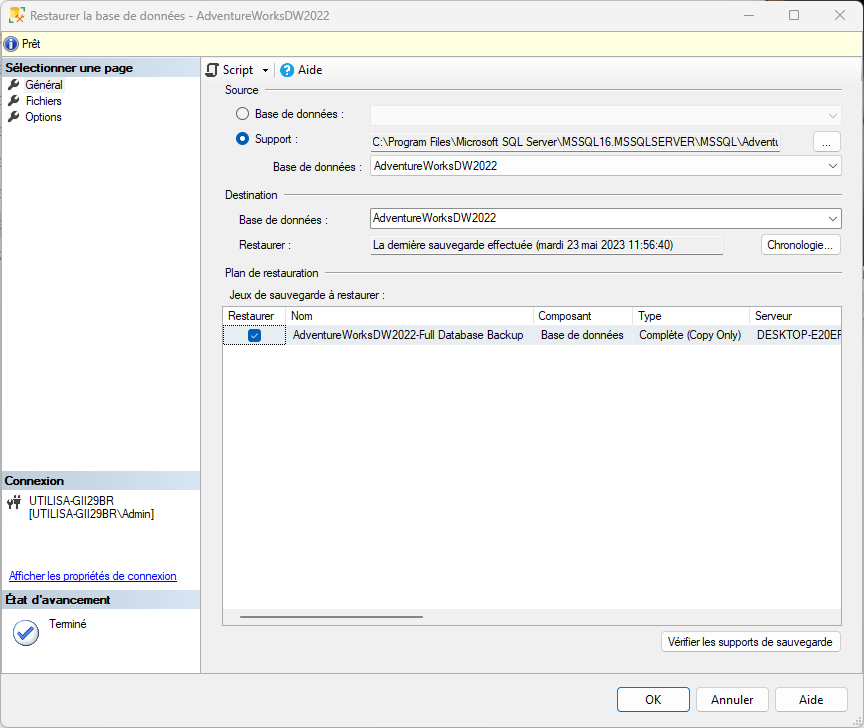 Restaurer la base de données - AdventureWorksDW2022
Prêt
Sélectionner une page
Général
Fichiers
Options
Script
Aide
Source
Base de données :
Support :
C:\Program Files\Microsoft SQL Server\MSSQL16.MSSQLSERVER\MSSQL\Adventu
...
Base de données :
AdventureWorksDW2022
Destination
Base de données :
AdventureWorksDW2022
Restaurer :
La dernière sauvegarde effectuée (mardi 23 mai 2023 11:56:40)
Chronologie...
Plan de restauration
Jeux de sauvegarde à restaurer :
Restaurer Nom Composant Type Serveur
AdventureWorksDW2022-Full Database Backup Base de données Complète (Copy Only) DESKTOP-E20EF
Connexion
UTILISA-GII29BR
[UTILISA-GII29BR\Admin]
Afficher les propriétés de connexion
État d'avancement
Terminé
Vérifier les supports de sauvegarde
OK
Annuler
Aide